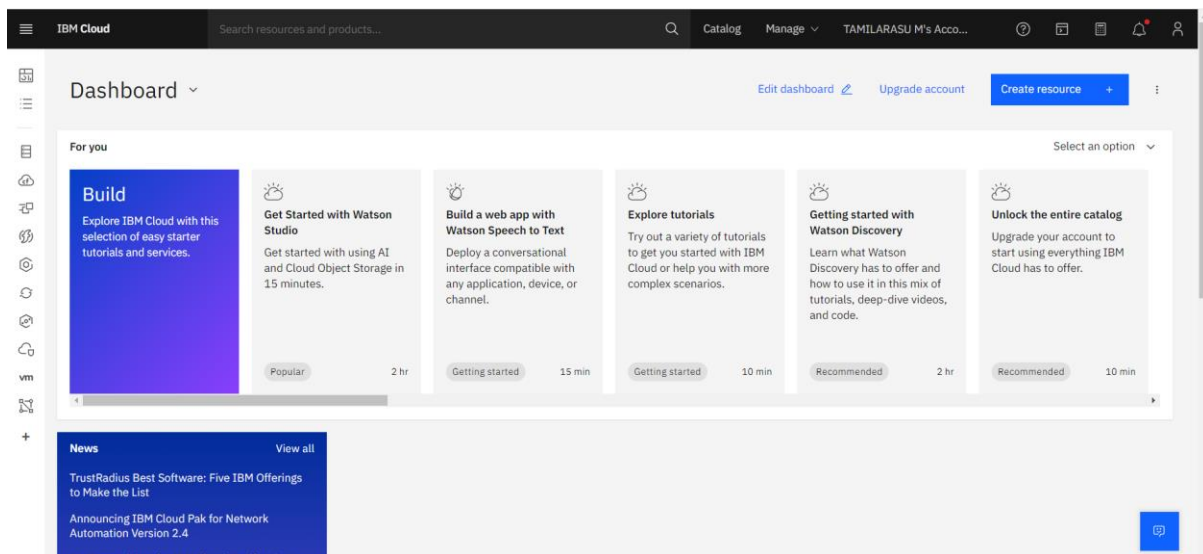 IBM Cloud
Search resources and products...
Catalog
Manage
TAMILARASU M's Acco...
Dashboard
Edit dashboard
Upgrade account
Create resource +
For you
Select an option
Build
Explore IBM Cloud with this
selection of easy starter
tutorials and services.
Get Started with Watson
Studio
Get started with using AI
and Cloud Object Storage in
15 minutes.
Popular
2 hr
Build a web app with
Watson Speech to Text
Deploy a conversational
interface compatible with
any application, device, or
channel.
Getting started
15 min
Explore tutorials
Try out a variety of tutorials
to get you started with IBM
Cloud or help you with more
complex scenarios.
Getting started
10 min
Getting started with
Watson Discovery
Learn what Watson
Discovery has to offer and
how to use it in this mix of
tutorials, deep-dive videos,
and code.
Recommended
2 hr
Unlock the entire catalog
Upgrade your account to
start using everything IBM
Cloud has to offer.
Recommended
10 min
vm
News
View all
TrustRadius Best Software: Five IBM Offerings
to Make the List
Announcing IBM Cloud Pak for Network
Automation Version 2.4